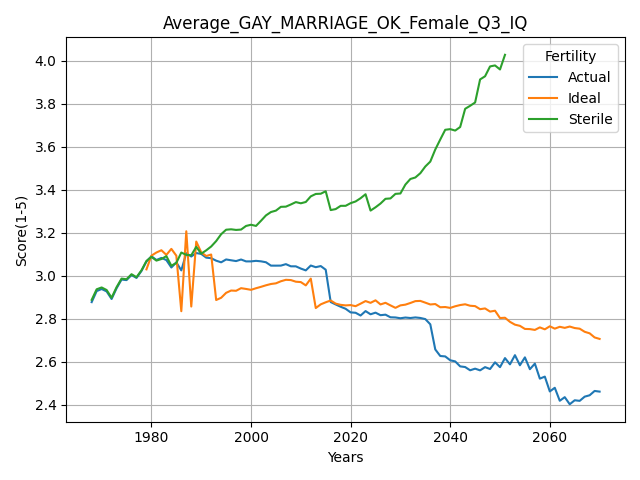 Average_GAY_MARRIAGE_OK_Female_Q3_IQ
Score(1-5)
4.0
3.8
3.6
3.4
3.2
3.0
2.8
2.6
2.4
Fertility
Actual
Ideal
Sterile
1980
2000
2020
2040
2060
Years